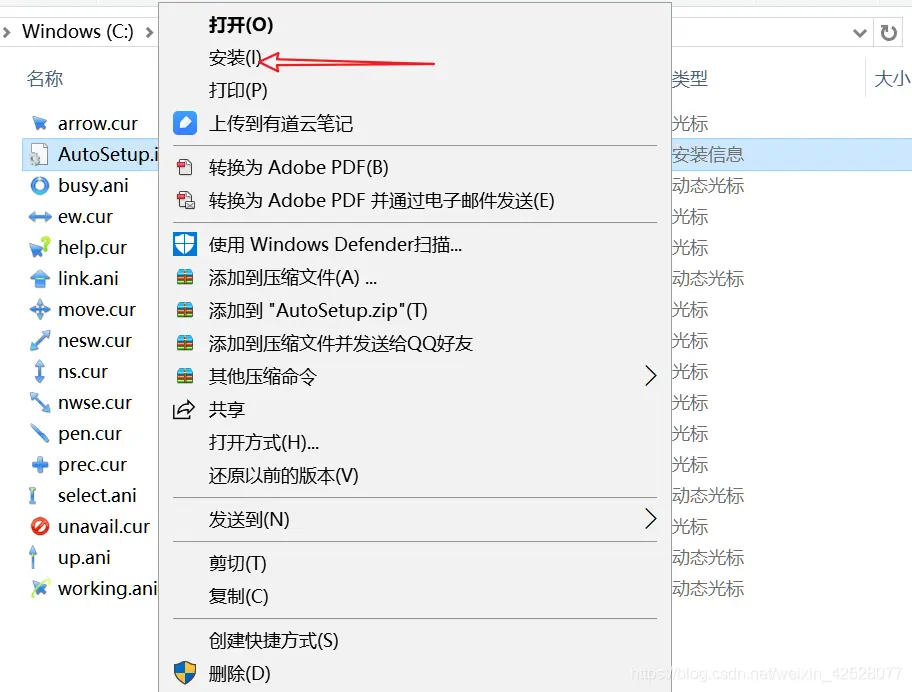 Windows (C:)
名称
类型
大小
arrow.cur
光标
AutoSetup.i
安装信息
busy.ani
动态光标
ew.cur
光标
help.cur
光标
link.ani
动态光标
move.cur
光标
nesw.cur
光标
ns.cur
光标
nwse.cur
光标
pen.cur
光标
prec.cur
光标
select.ani
动态光标
unavail.cur
光标
up.ani
动态光标
working.ani
动态光标
打开(O)
安装(I)
打印(P)
上传到有道云笔记
转换为 Adobe PDF(B)
转换为 Adobe PDF 并通过电子邮件发送(E)
使用 Windows Defender扫描...
添加到压缩文件(A) ...
添加到 "AutoSetup.zip"(T)
添加到压缩文件并发送给QQ好友
其他压缩命令
共享
打开方式(H)...
还原以前的版本(V)
发送到(N)
剪切(T)
复制(C)
创建快捷方式(S)
删除(D)
https://blog.csdn.net/weixin_42528077